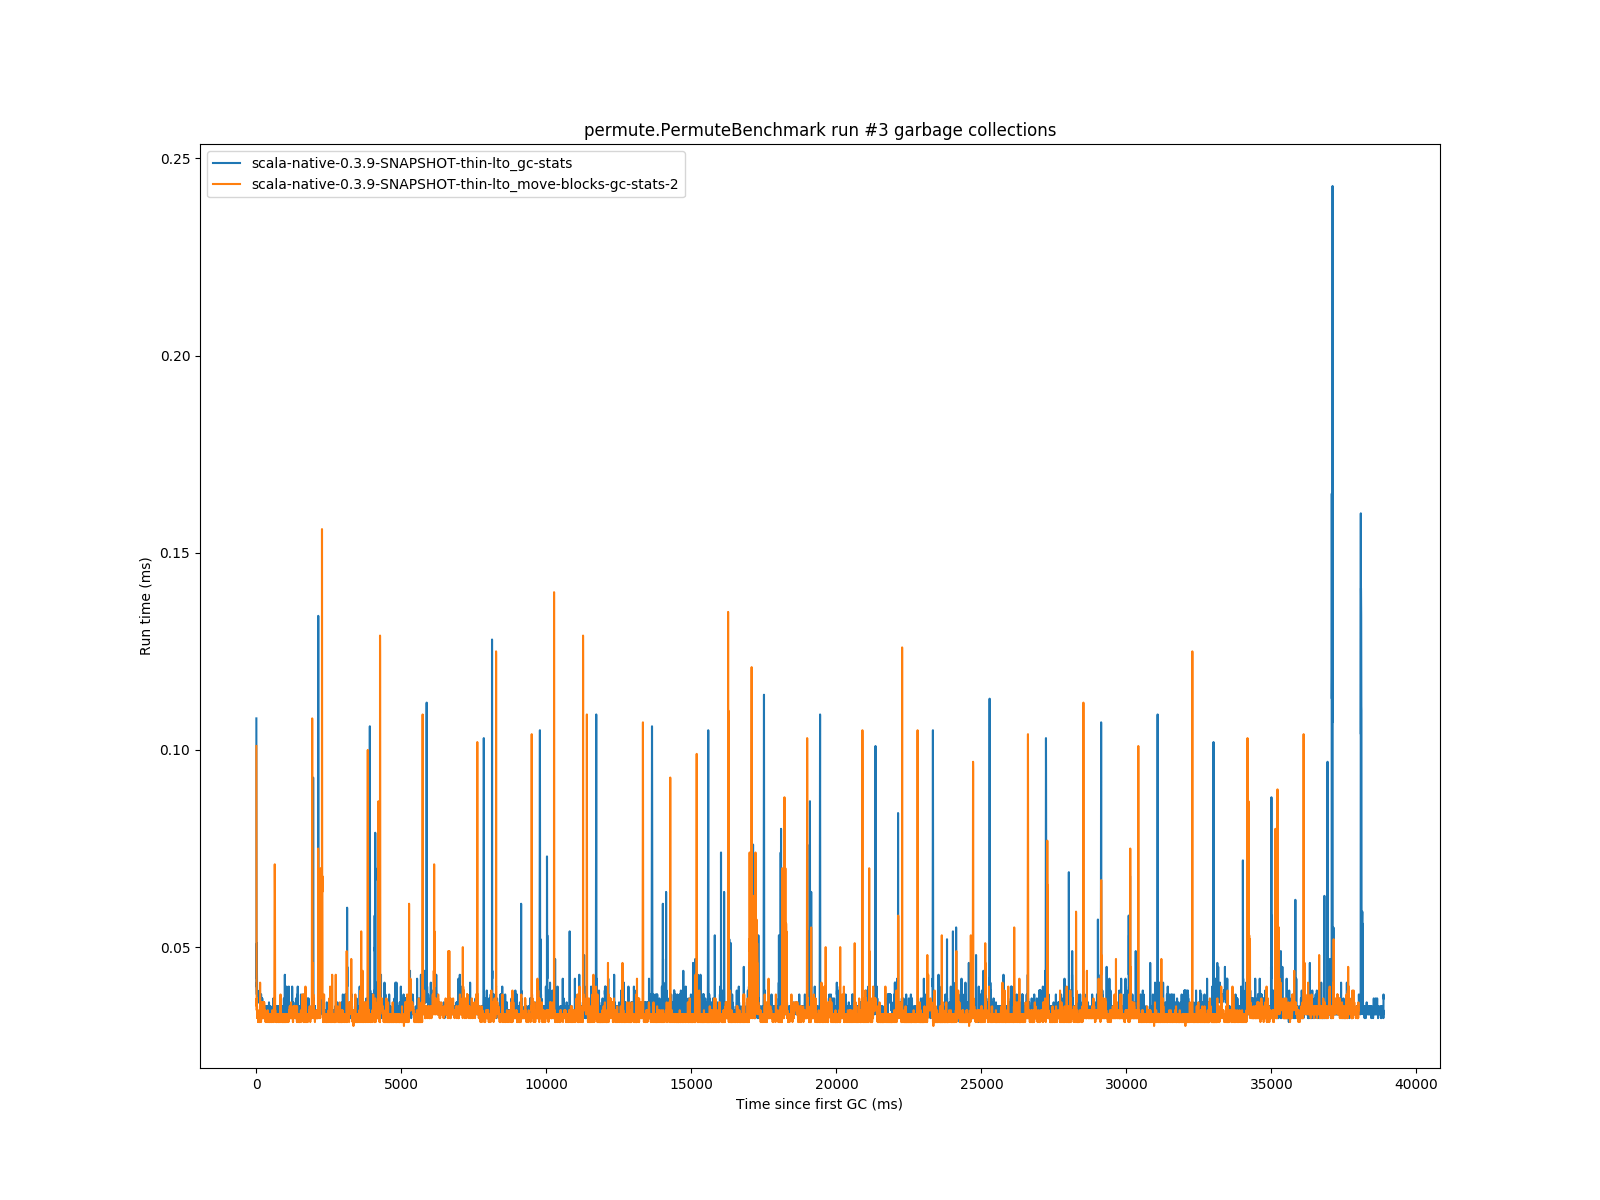 permute.PermuteBenchmark run #3 garbage collections
scala-native-0.3.9-SNAPSHOT-thin-lto_gc-stats
scala-native-0.3.9-SNAPSHOT-thin-lto_move-blocks-gc-stats-2
0.25
0.20
0.15
0.10
0.05
Run time (ms)
0 5000 10000 15000 20000 25000 30000 35000 40000
Time since first GC (ms)